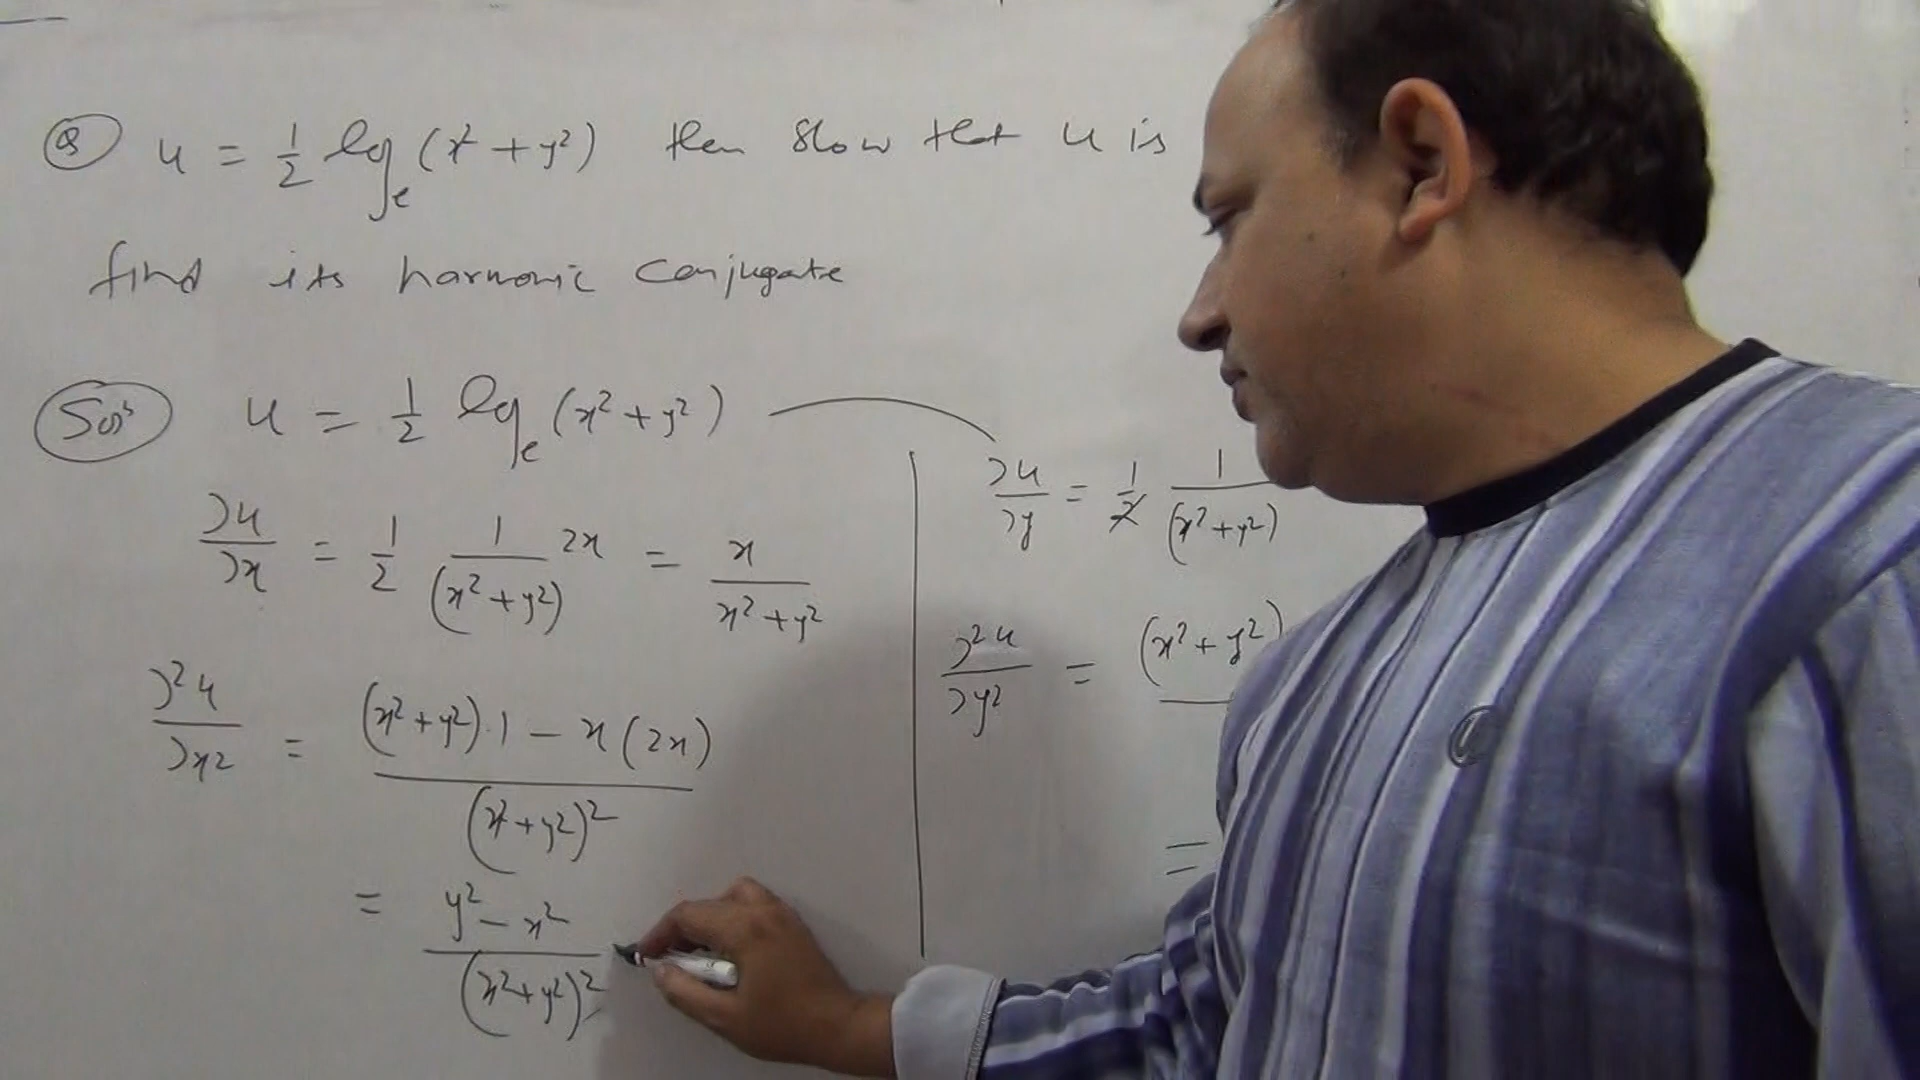 Q u = 1/2 log_e (x² + y²) then show that u is
find its harmonic conjugate
Solⁿ u = 1/2 log_e (x² + y²)
∂u/∂x = 1/2 1/(x² + y²) 2x = x/(x² + y²)
∂²u/∂x² = ((x² + y²).1 − x(2x))/(x² + y²)²
= (y² − x²)/(x² + y²)²
∂u/∂y = 1/2 1/(x² + y²)
∂²u/∂y² = (x² + y²)
=